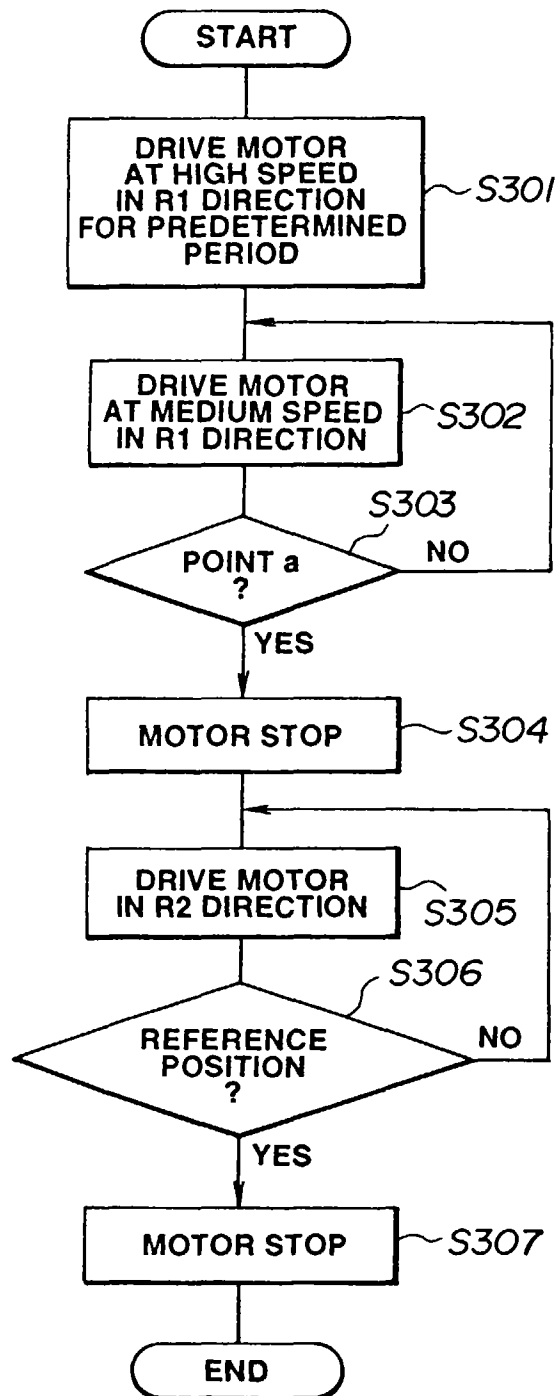 START
DRIVE MOTOR
AT HIGH SPEED
IN R1 DIRECTION
FOR PREDETERMINED
PERIOD
S301
DRIVE MOTOR
AT MEDIUM SPEED
IN R1 DIRECTION
S302
S303
POINT a
?
NO
YES
MOTOR STOP
S304
DRIVE MOTOR
IN R2 DIRECTION
S305
S306
REFERENCE
POSITION
?
NO
YES
MOTOR STOP
S307
END